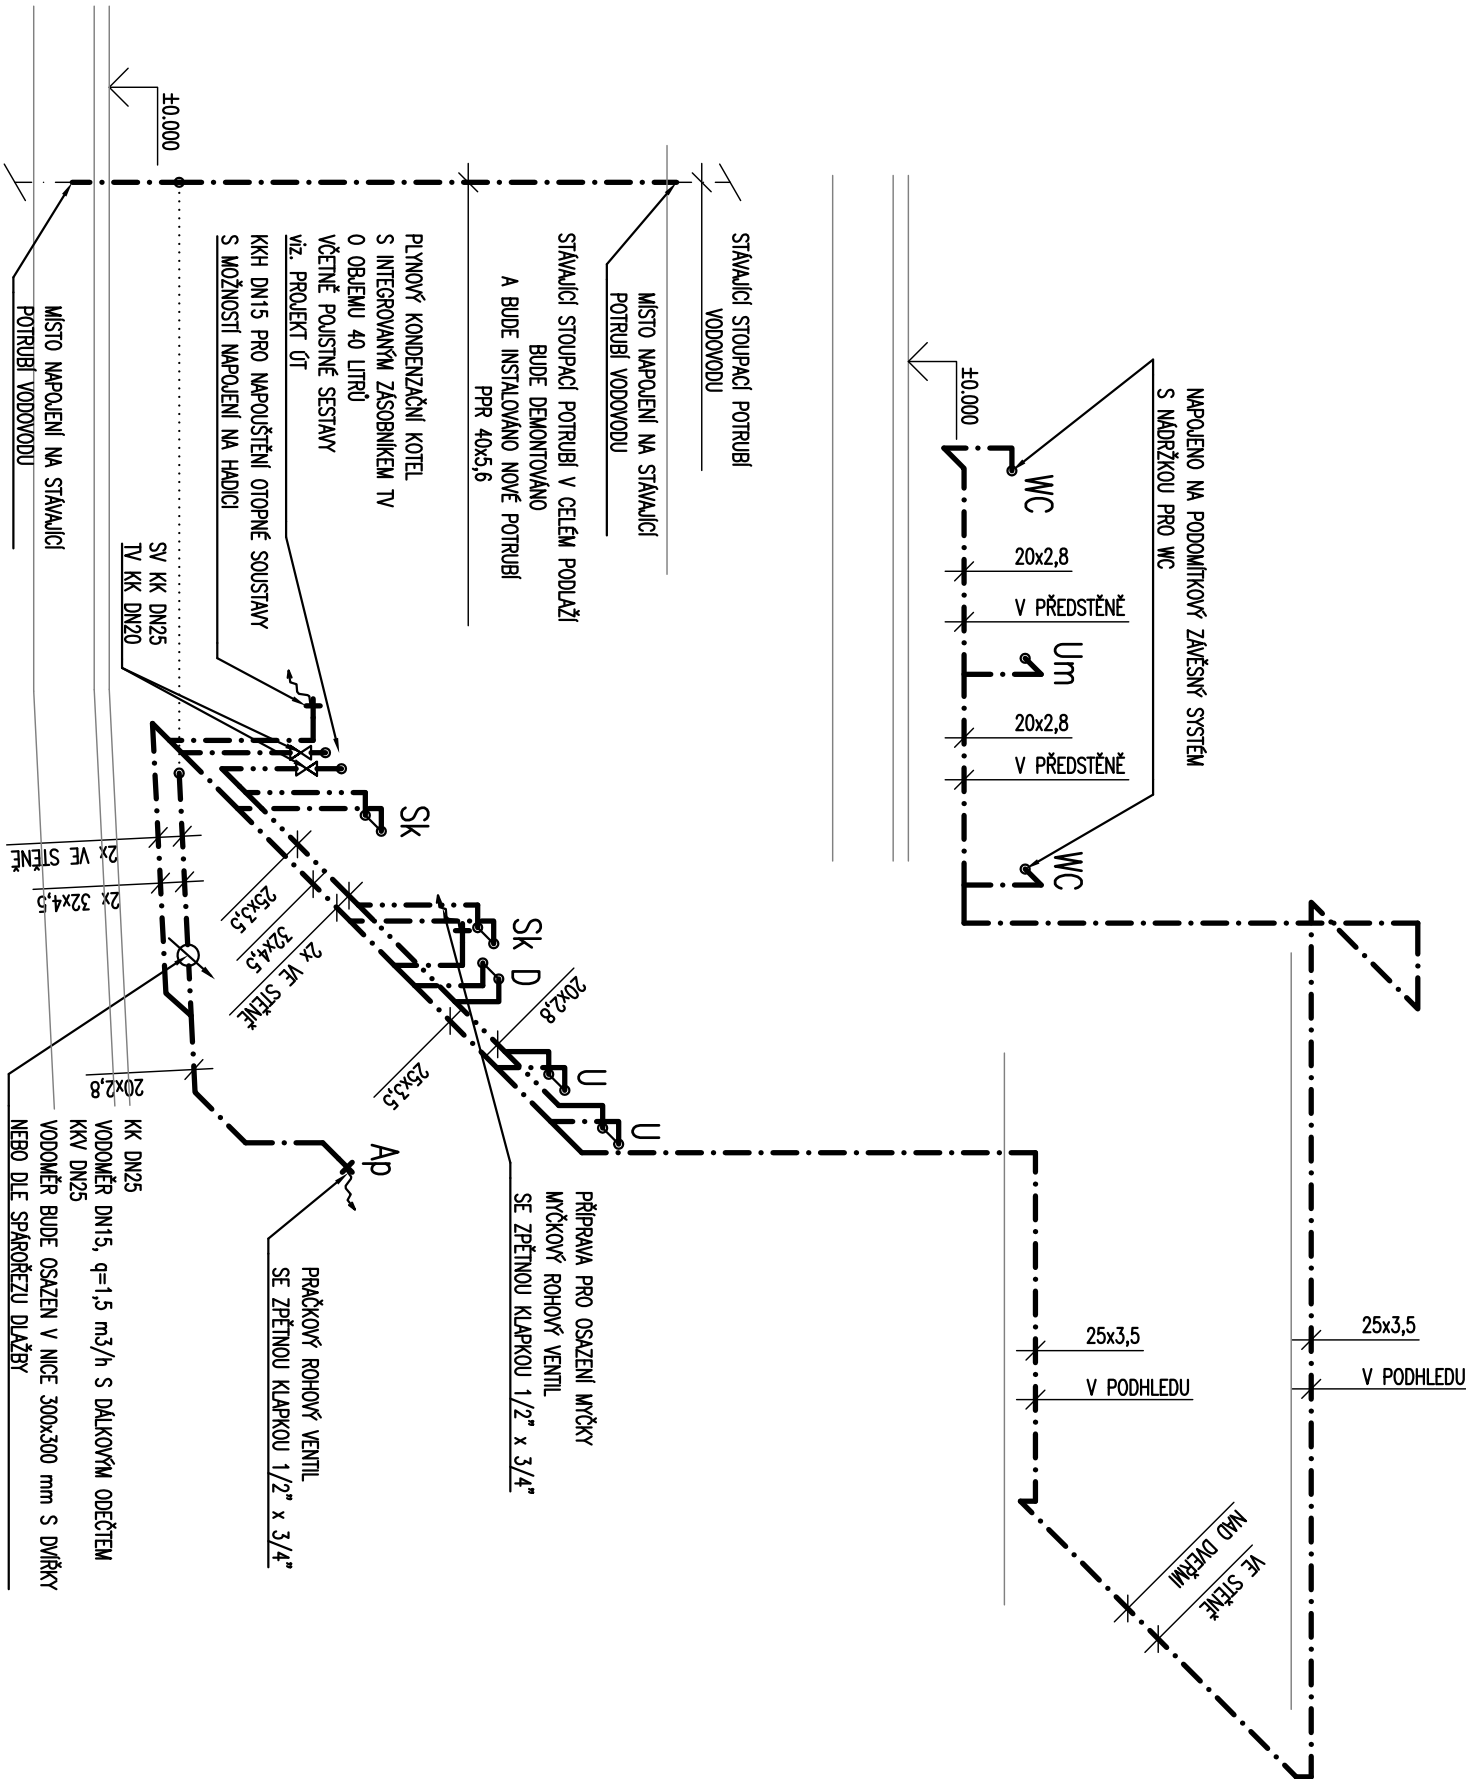 NAPOJENO NA PODOMÍTKOVÝ ZÁVĚSNÝ SYSTÉM
S NÁDRŽKOU PRO WC
±0.000
WC
20x2,8
V PŘEDSTĚNĚ
Um
20x2,8
V PŘEDSTĚNĚ
WC
25x3,5
V PODHLEDU
25x3,5
V PODHLEDU
NAD DVEŘMI
VE STĚNĚ
STÁVAJÍCÍ STOUPACÍ POTRUBÍ
VODOVODU
MÍSTO NAPOJENÍ NA STÁVAJÍCÍ
POTRUBÍ VODOVODU
STÁVAJÍCÍ STOUPACÍ POTRUBÍ V CELÉM PODLAŽÍ
BUDE DEMONTOVÁNO
A BUDE INSTALOVÁNO NOVÉ POTRUBÍ
PPR 40x5,6
PLYNOVÝ KONDENZAČNÍ KOTEL
S INTEGROVANÝM ZÁSOBNÍKEM TV
O OBJEMU 40 LITRŮ
VČETNĚ POJISTNÉ SESTAVY
viz. PROJEKT ÚT
KKH DN15 PRO NAPOUŠTĚNÍ OTOPNÉ SOUSTAVY
S MOŽNOSTÍ NAPOJENÍ NA HADICI
±0.000
SV KK DN25
TV KK DN20
MÍSTO NAPOJENÍ NA STÁVAJÍCÍ
POTRUBÍ VODOVODU
Sk
Sk
D
U
U
Ap
25x3,5
32x4,5
2x VE STĚNĚ
20x2,8
25x3,5
2x VE STĚNĚ
2x 32x4,5
20x2,8
PŘÍPRAVA PRO OSAZENÍ MYČKY
MYČKOVÝ ROHOVÝ VENTIL
SE ZPĚTNOU KLAPKOU 1/2" x 3/4"
PRAČKOVÝ ROHOVÝ VENTIL
SE ZPĚTNOU KLAPKOU 1/2" x 3/4"
KK DN25
VODOMĚR DN15, q=1,5 m3/h S DÁLKOVÝM ODEČTEM
KKV DN25
VODOMĚR BUDE OSAZEN V NICE 300x300 mm S DVÍŘKY
NEBO DLE SPÁROŘEZU DLAŽBY